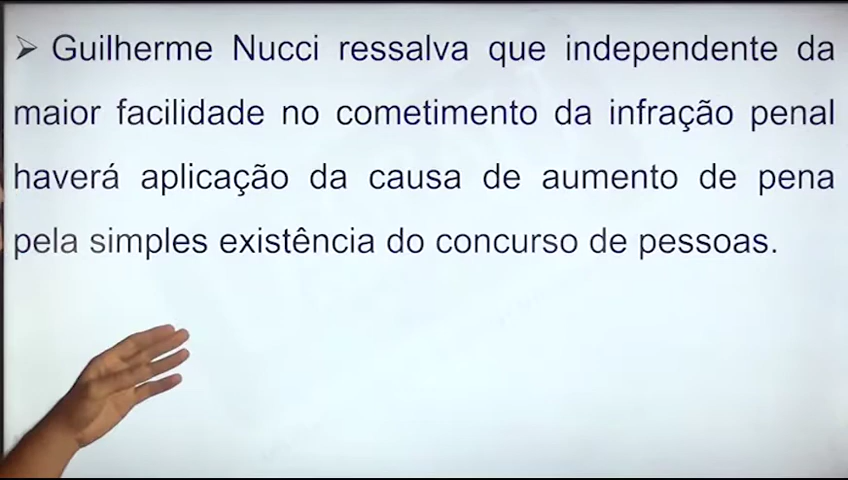 ➢ Guilherme Nucci ressalva que independente da
maior facilidade no cometimento da infração penal
haverá aplicação da causa de aumento de pena
pela simples existência do concurso de pessoas.